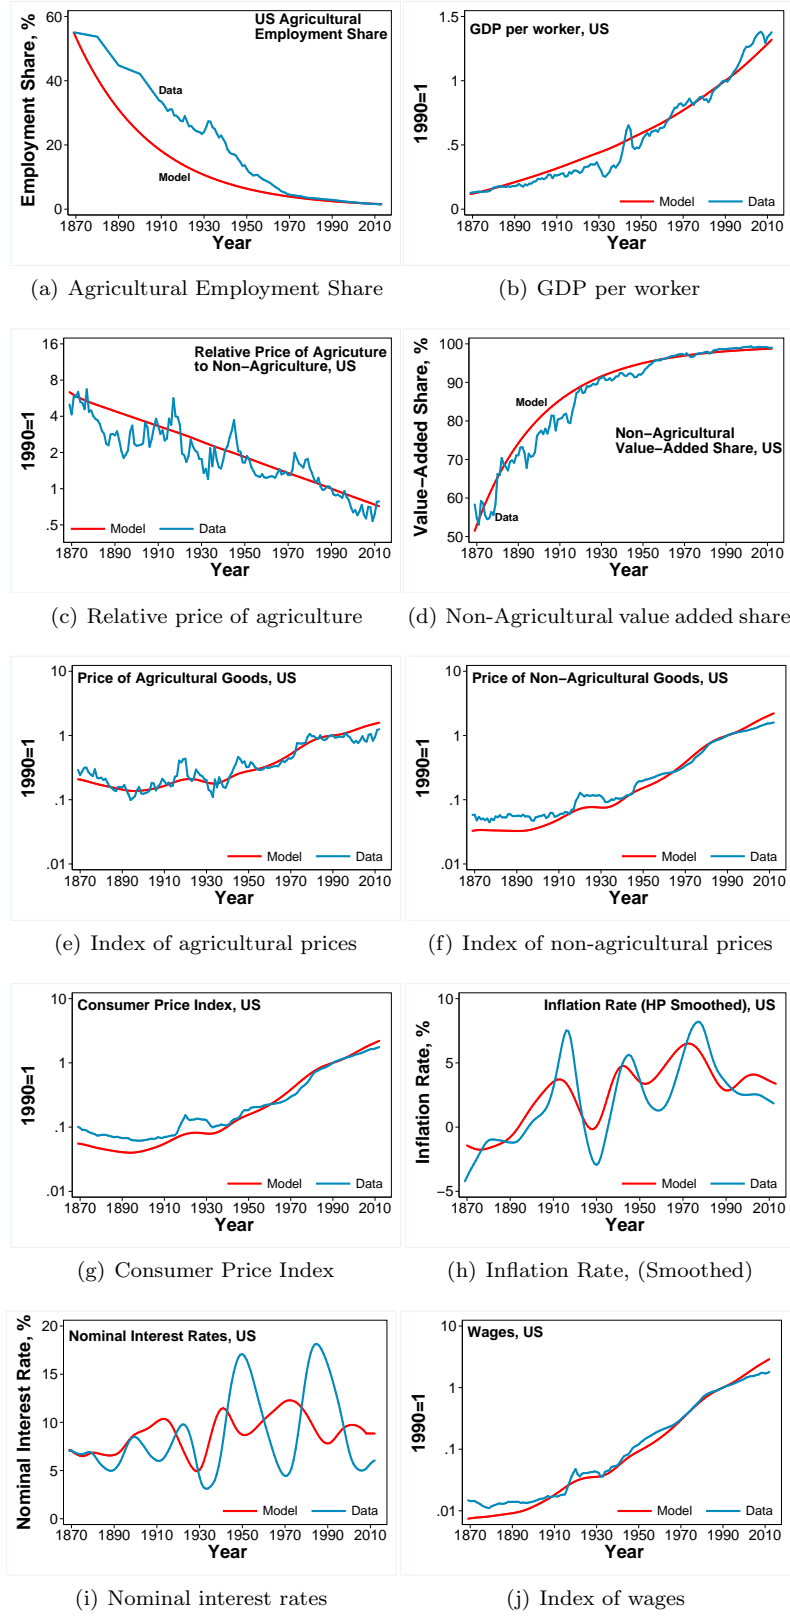 US Agricultural
Employment Share
Employment Share, %
60
40
20
0
Data
Model
1870 1890 1910 1930 1950 1970 1990 2010
Year
(a) Agricultural Employment Share
GDP per worker, US
1990=1
1.5
1
.5
0
Model Data
1870 1890 1910 1930 1950 1970 1990 2010
Year
(b) GDP per worker
Relative Price of Agricuture
to Non−Agriculture, US
1990=1
16
8
4
2
1
.5
Model Data
1870 1890 1910 1930 1950 1970 1990 2010
Year
(c) Relative price of agriculture
Value−Added Share, %
100
90
80
70
60
50
Model
Non−Agricultural
Value−Added Share, US
Data
1870 1890 1910 1930 1950 1970 1990 2010
Year
(d) Non-Agricultural value added share
Price of Agricultural Goods, US
1990=1
10
1
.1
.01
Model Data
1870 1890 1910 1930 1950 1970 1990 2010
Year
(e) Index of agricultural prices
Price of Non−Agricultural Goods, US
1990=1
10
1
.1
.01
Model Data
1870 1890 1910 1930 1950 1970 1990 2010
Year
(f) Index of non-agricultural prices
Consumer Price Index, US
1990=1
10
1
.1
.01
Model Data
1870 1890 1910 1930 1950 1970 1990 2010
Year
(g) Consumer Price Index
Inflation Rate (HP Smoothed), US
Inflation Rate, %
10
5
0
−5
Model Data
1870 1890 1910 1930 1950 1970 1990 2010
Year
(h) Inflation Rate, (Smoothed)
Nominal Interest Rates, US
Nominal Interest Rate, %
20
15
10
5
0
Model Data
1870 1890 1910 1930 1950 1970 1990 2010
Year
(i) Nominal interest rates
Wages, US
1990=1
10
1
.1
.01
Model Data
1870 1890 1910 1930 1950 1970 1990 2010
Year
(j) Index of wages